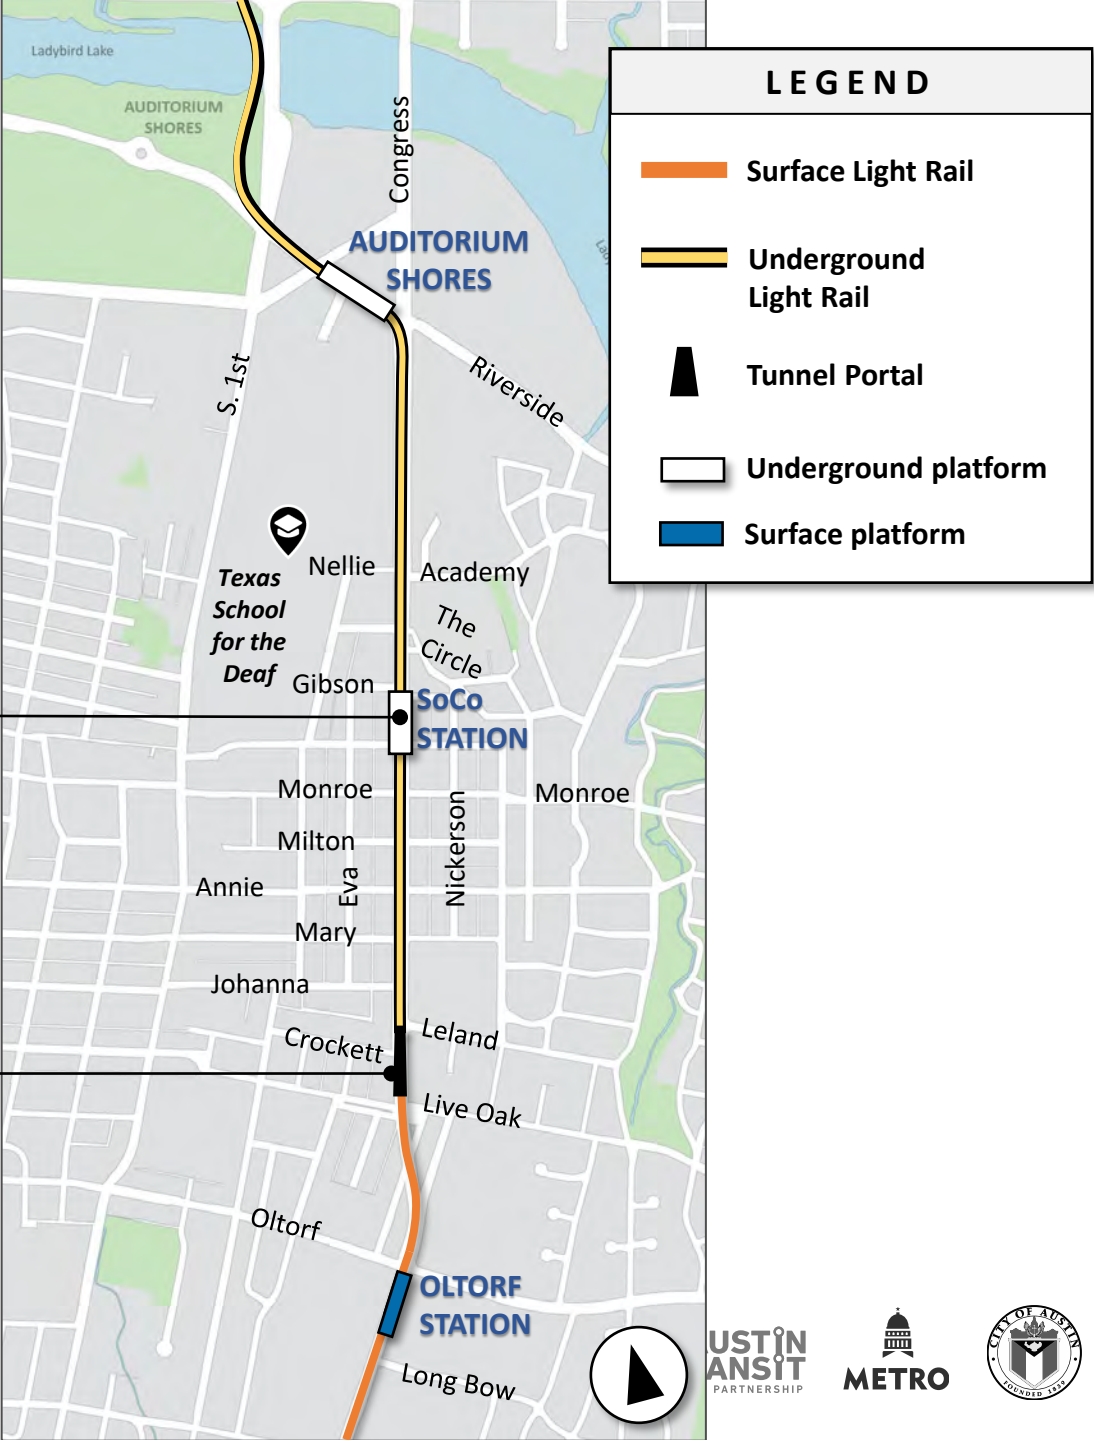 Ladybird Lake
AUDITORIUM
SHORES
Congress
AUDITORIUM
SHORES
S. 1st
Riverside
Nellie
Academy
Texas
School
for the
Deaf
The
Circle
Gibson
SoCo
STATION
Monroe
Monroe
Milton
Eva
Nickerson
Annie
Mary
Johanna
Crockett
Leland
Live Oak
Oltorf
OLTORF
STATION
Long Bow
LEGEND
Surface Light Rail
Underground
Light Rail
Tunnel Portal
Underground platform
Surface platform
USTIN
ANSIT
PARTNERSHIP
METRO
CITY OF AUSTIN
FOUNDED 1839